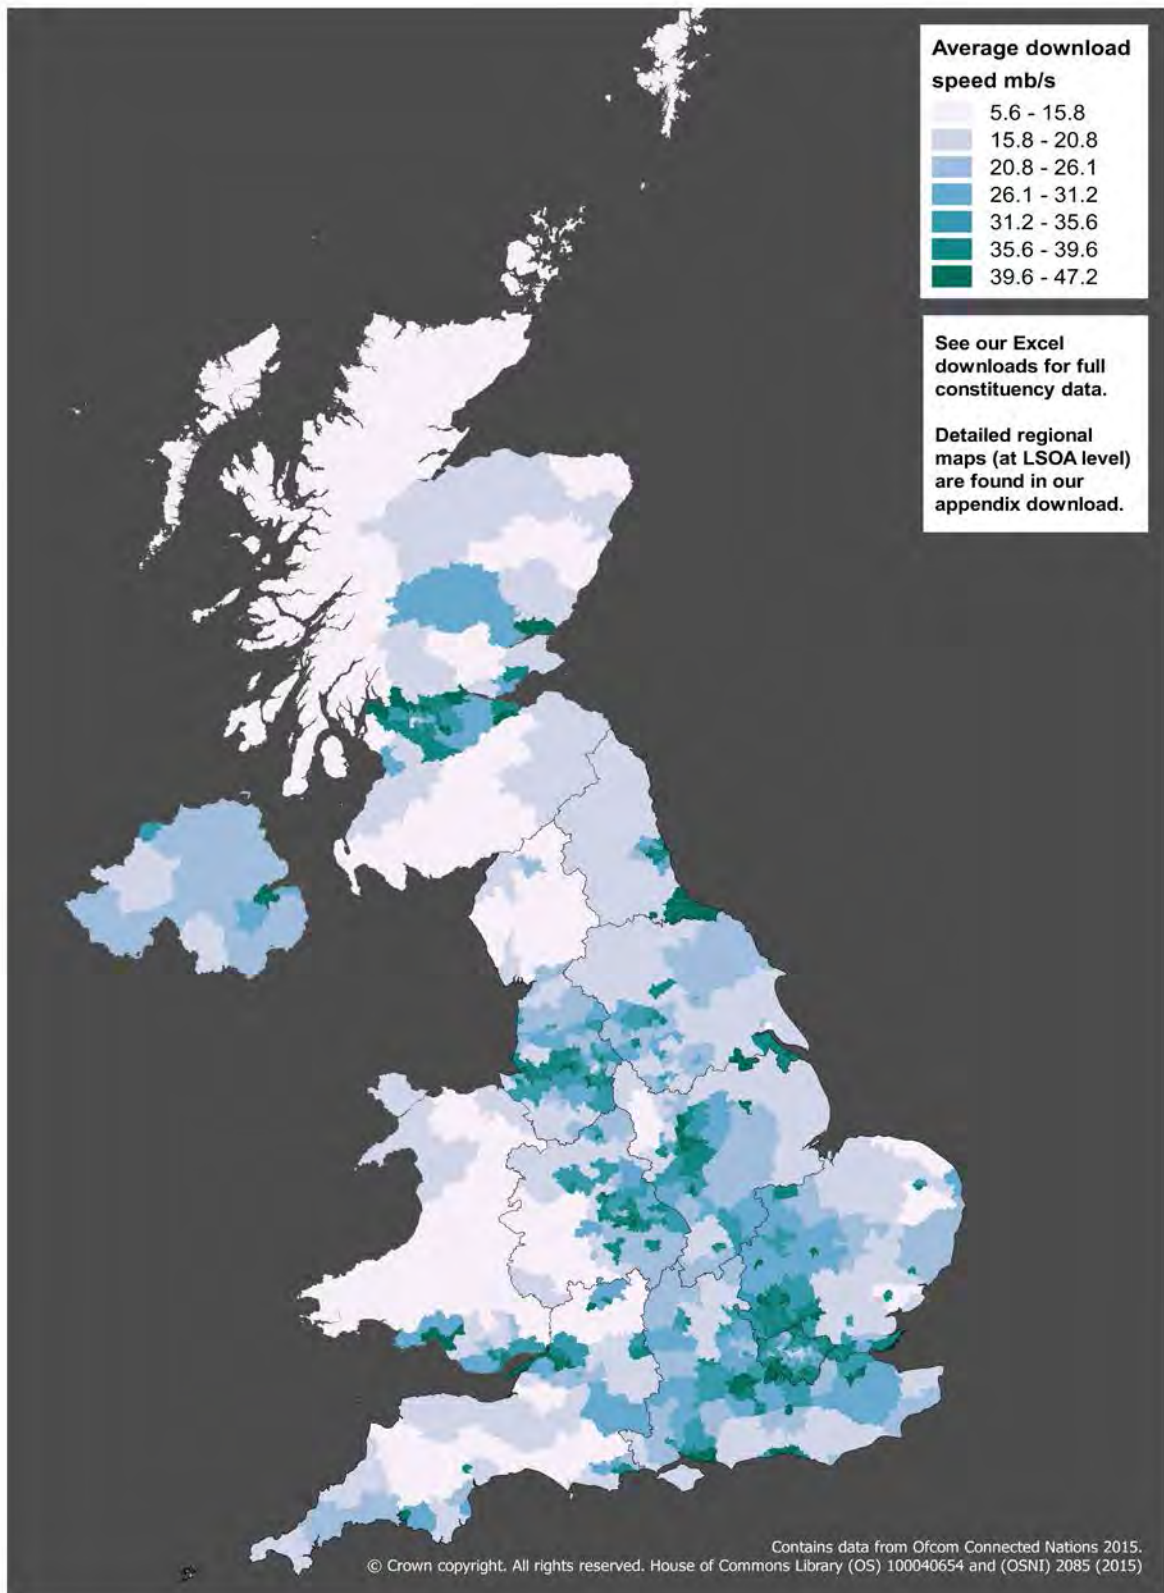 Average download
speed mb/s
5.6 - 15.8
15.8 - 20.8
20.8 - 26.1
26.1 - 31.2
31.2 - 35.6
35.6 - 39.6
39.6 - 47.2
See our Excel
downloads for full
constituency data.
Detailed regional
maps (at LSOA level)
are found in our
appendix download.
Contains data from Ofcom Connected Nations 2015.
© Crown copyright. All rights reserved. House of Commons Library (OS) 100040654 and (OSNI) 2085 (2015)